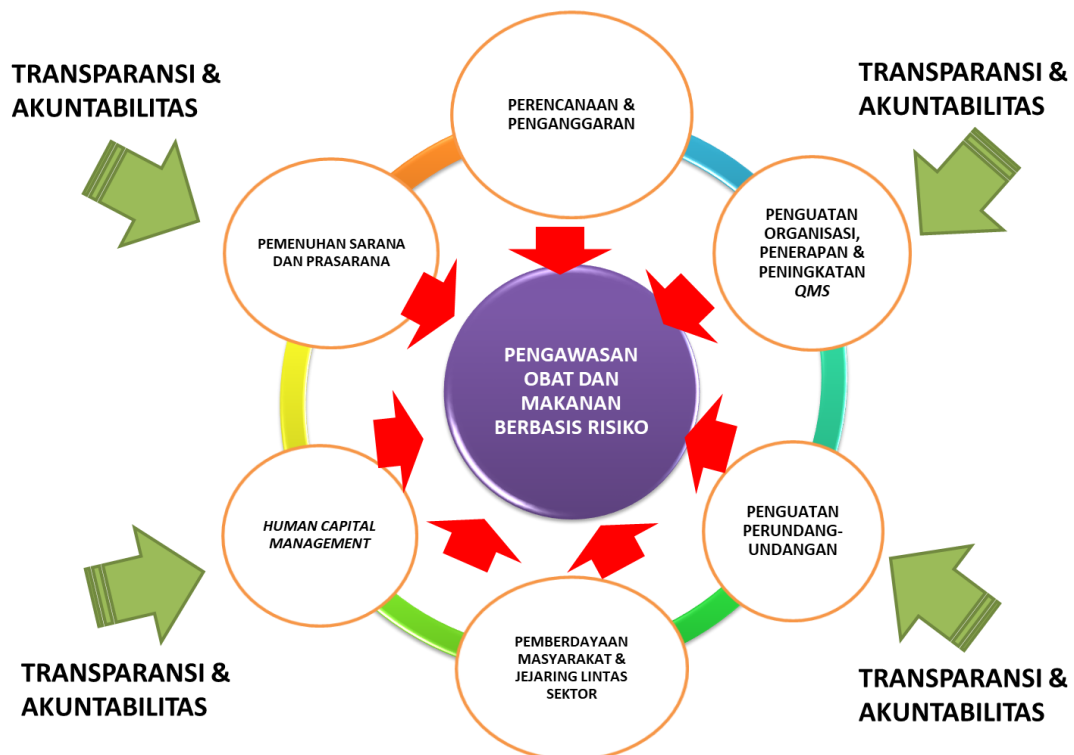 TRANSPARANSI &
AKUNTABILITAS
PERENCANAAN &
PENGANGGARAN
TRANSPARANSI &
AKUNTABILITAS
PEMENUHAN SARANA
DAN PRASARANA
PENGUATAN
ORGANISASI,
PENERAPAN &
PENINGKATAN
QMS
PENGAWASAN
OBAT DAN
MAKANAN
BERBASIS RISIKO
HUMAN CAPITAL
MANAGEMENT
PENGUATAN
PERUNDANG-
UNDANGAN
PEMBERDAYAAN
MASYARAKAT &
JEJARING LINTAS
SEKTOR
TRANSPARANSI &
AKUNTABILITAS
TRANSPARANSI &
AKUNTABILITAS